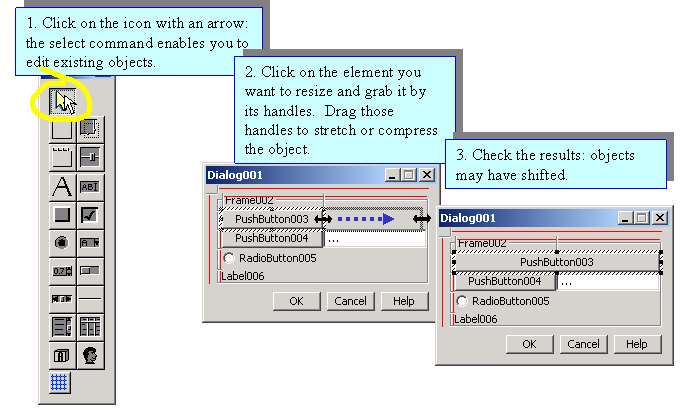 1. Click on the icon with an arrow:
the select command enables you to
edit existing objects.
2. Click on the element you
want to resize and grab it by
its handles. Drag those
handles to stretch or compress
the object.
3. Check the results: objects
may have shifted.
A
ABI
A
0.7
Dialog001
Frame002
PushButton003
PushButton004
...
RadioButton005
Label006
OK Cancel Help
Dialog001
Frame002
PushButton003
PushButton004
...
RadioButton005
Label006
OK Cancel Help